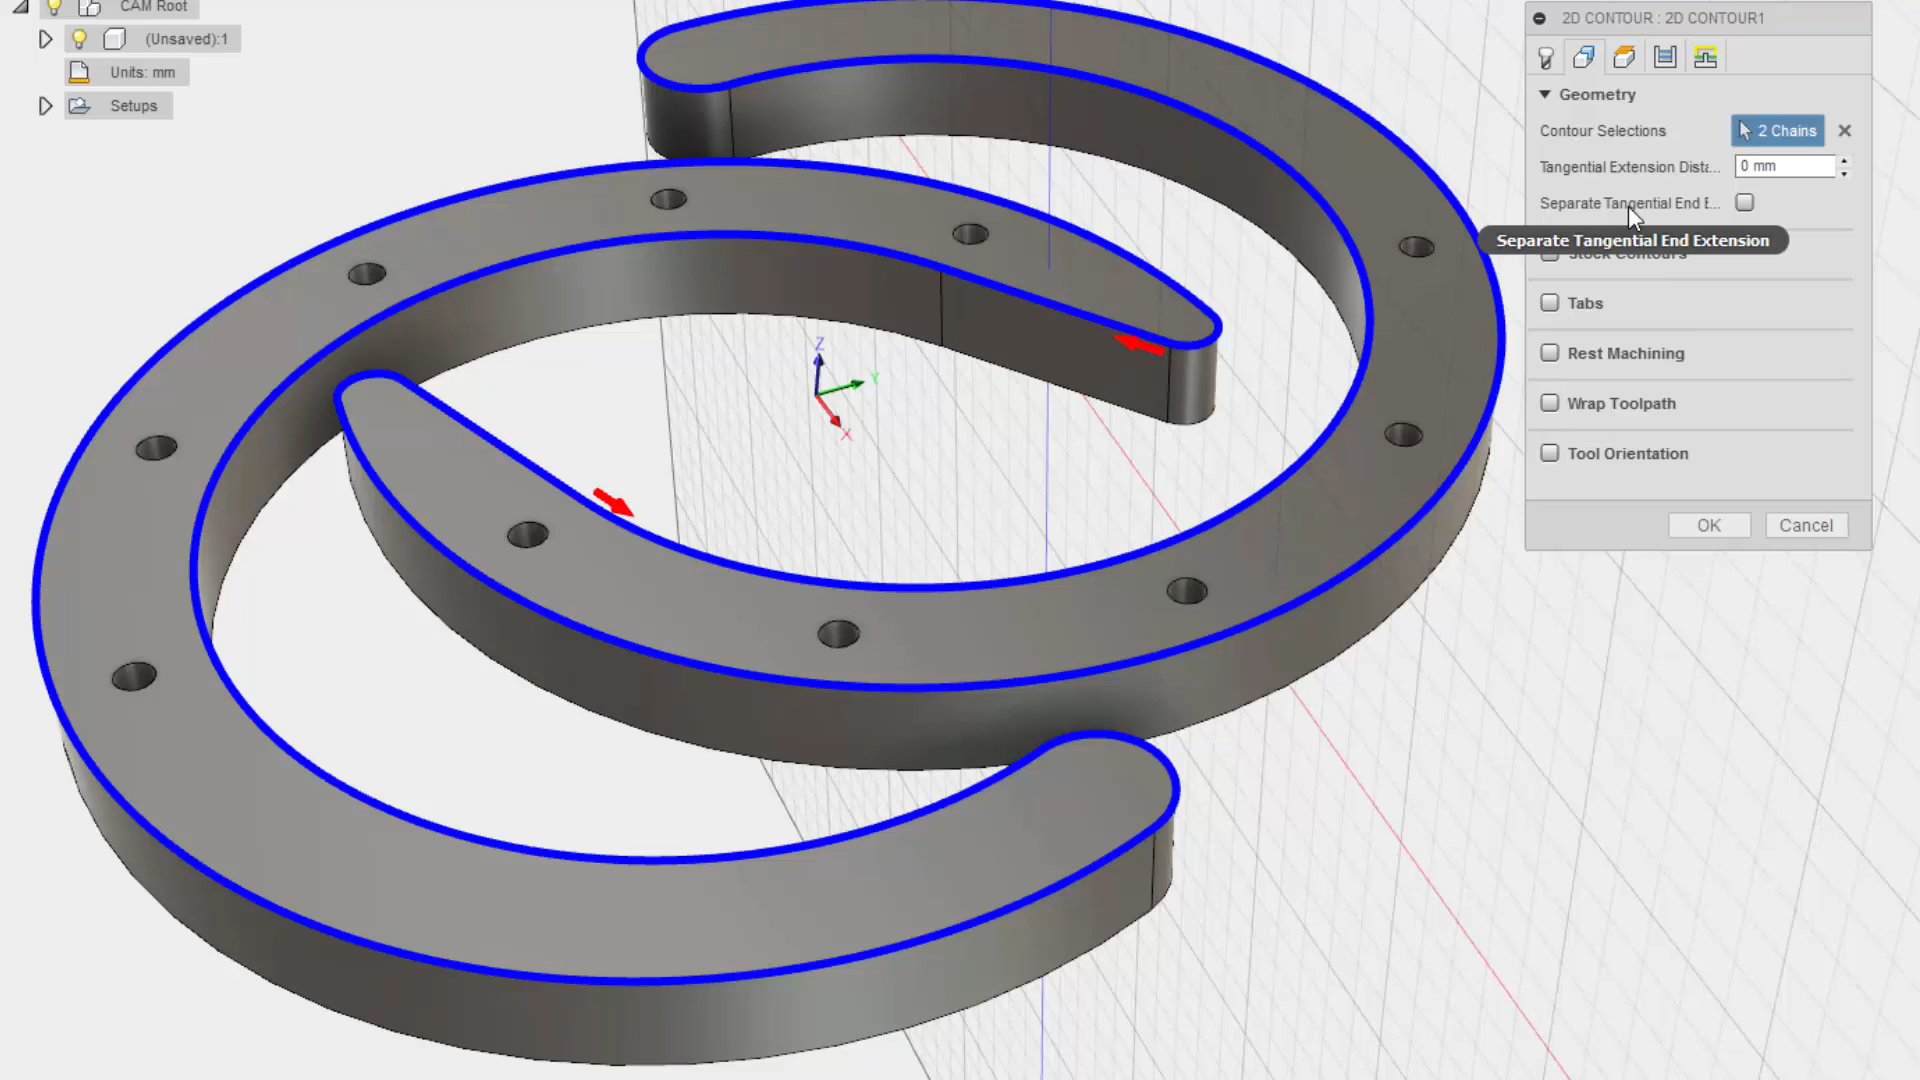 CAM Root
(Unsaved):1
Units: mm
Setups
Z
Y
X
2D CONTOUR : 2D CONTOUR1
Geometry
Contour Selections
2 Chains
Tangential Extension Dista...
0 mm
Separate Tangential End E...
Separate Tangential End Extension
Stock Contours
Tabs
Rest Machining
Wrap Toolpath
Tool Orientation
OK
Cancel